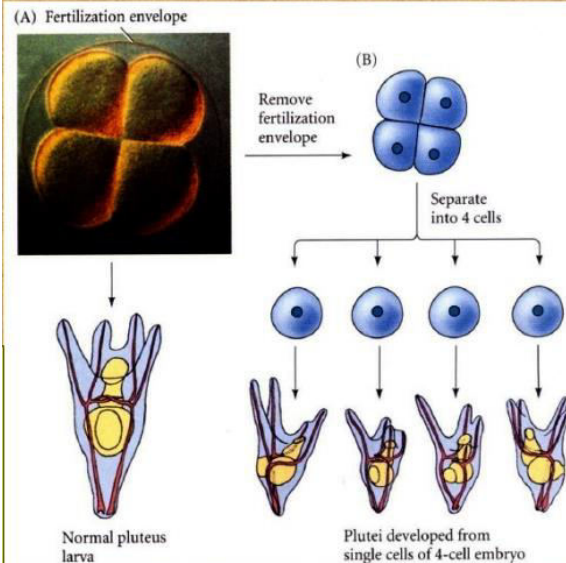 (A) Fertilization envelope
(B)
Remove
fertilization
envelope
Separate
into 4 cells
Normal pluteus
larva
Plutei developed from
single cells of 4-cell embryo